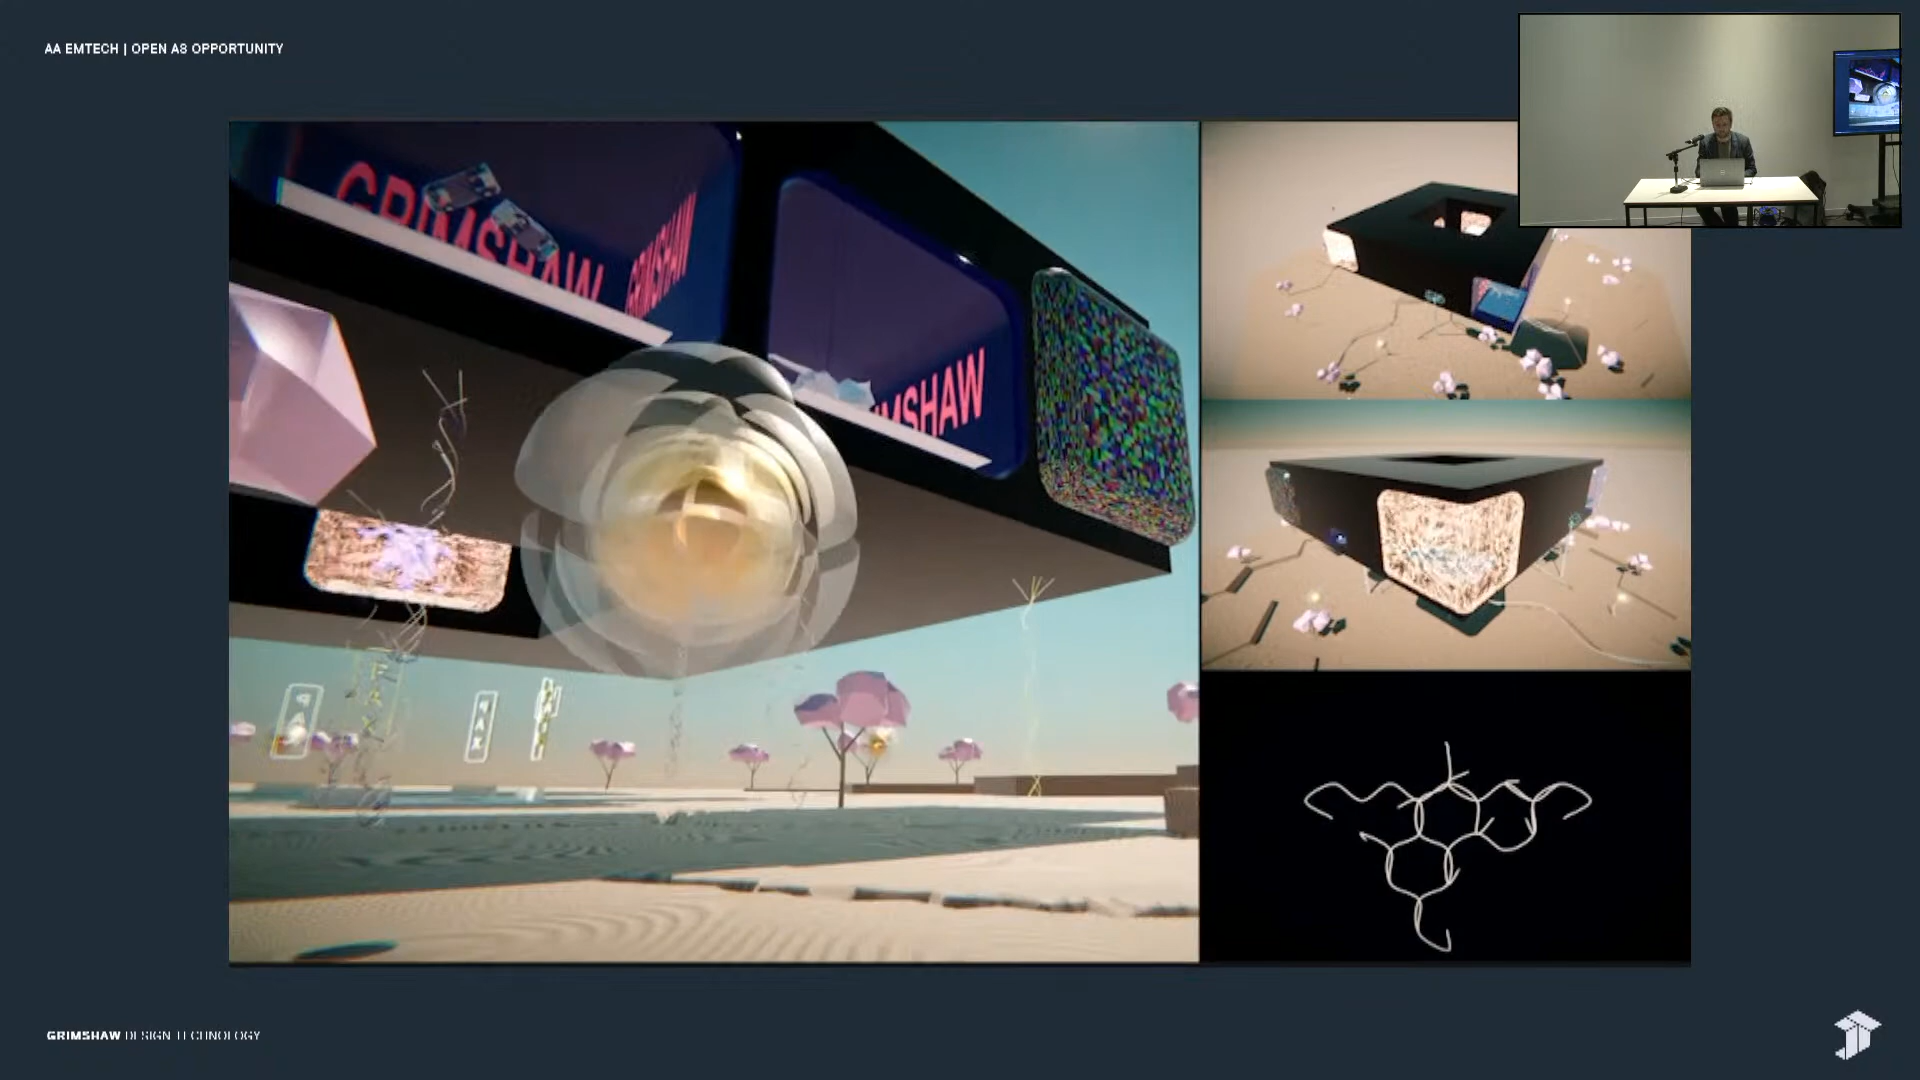 AA EMTECH | OPEN AS OPPORTUNITY
GRIMSHAW
GRIMSHAW
MSHAW
GRIMSHAW DESIGN TECHNOLOGY